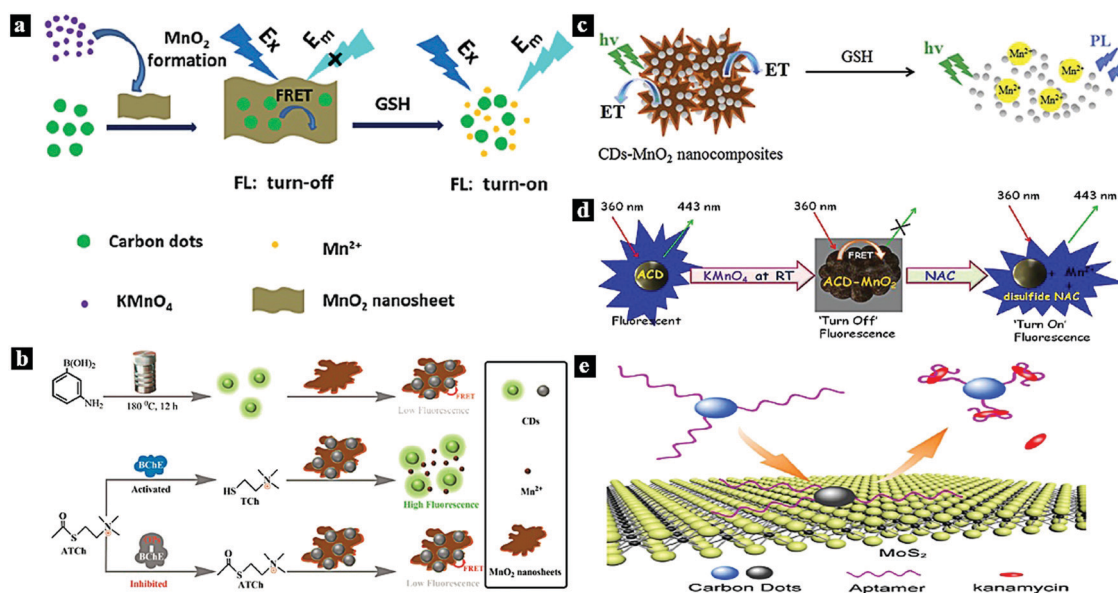 a
MnO₂
formation
Ex
Em
×
FRET
GSH
Ex
Em
FL: turn-off
FL: turn-on
Carbon dots
Mn²⁺
KMnO₄
MnO₂ nanosheet
b
B(OH)₂
NH₂
180 ⁰C, 12 h
FRET
Low Fluorescence
CDs
BChE
Activated
HS
N
TCh
High Fluorescence
Mn²⁺
O
S
N
ATCh
BChE
Inhibited
O
S
N
ATCh
FRET
Low Fluorescence
MnO₂ nanosheets
c
hν
ET
ET
GSH
hν
PL
Mn²⁺
Mn²⁺
Mn²⁺
Mn²⁺
CDs-MnO₂ nanocomposites
d
360 nm
443 nm
ACD
Fluorescent
KMnO₄ at RT
360 nm
FRET
ACD-MnO₂
'Turn Off'
Fluorescence
NAC
360 nm
443 nm
+ Mn²⁺
+
disulfide NAC
'Turn On'
Fluorescence
e
MoS₂
Carbon Dots
Aptamer
kanamycin